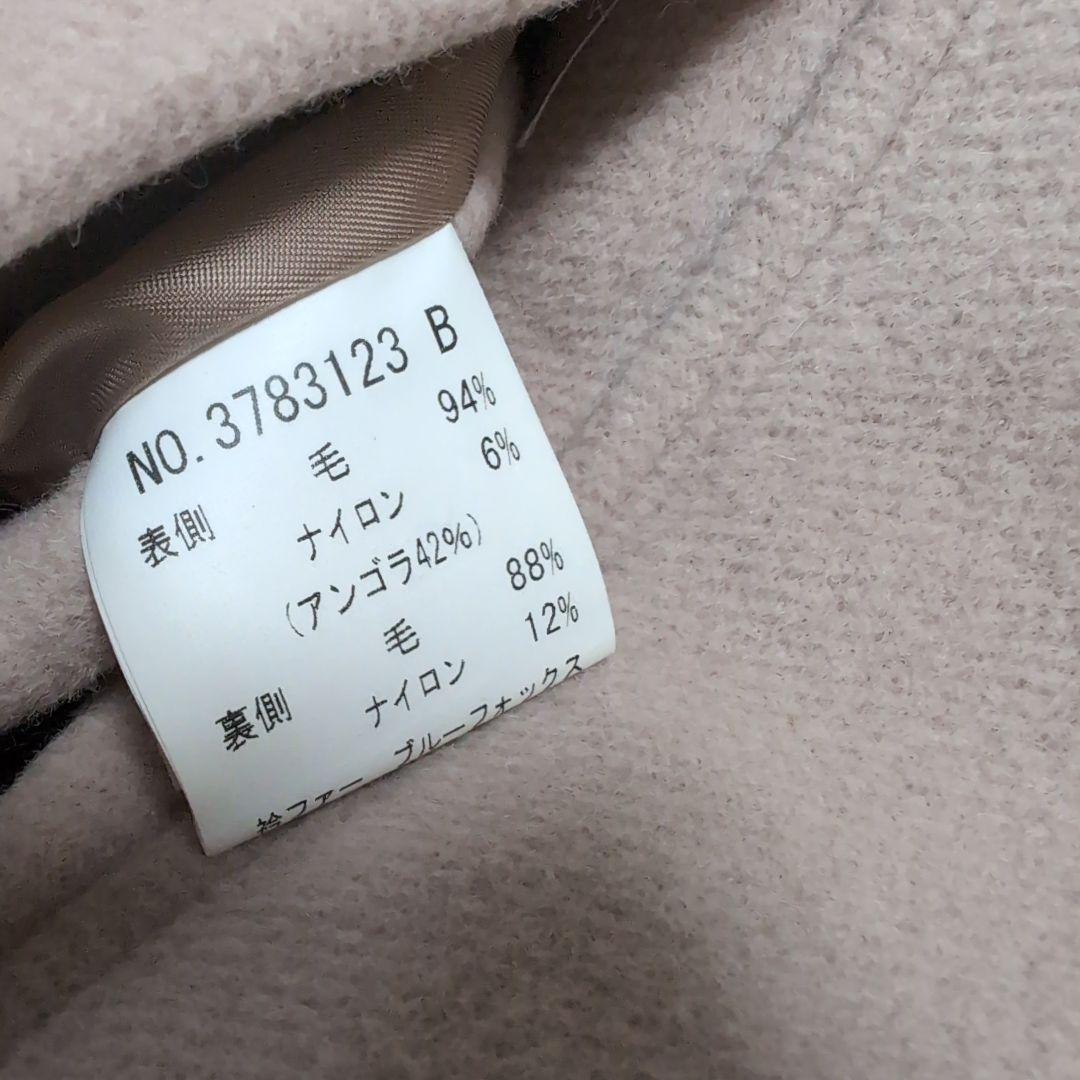 NO.3783123 B
表側 毛 94%
ナイロン 6%
(アンゴラ42%)
裏側 毛 88%
ナイロン 12%
衿ファー ブルーフォックス